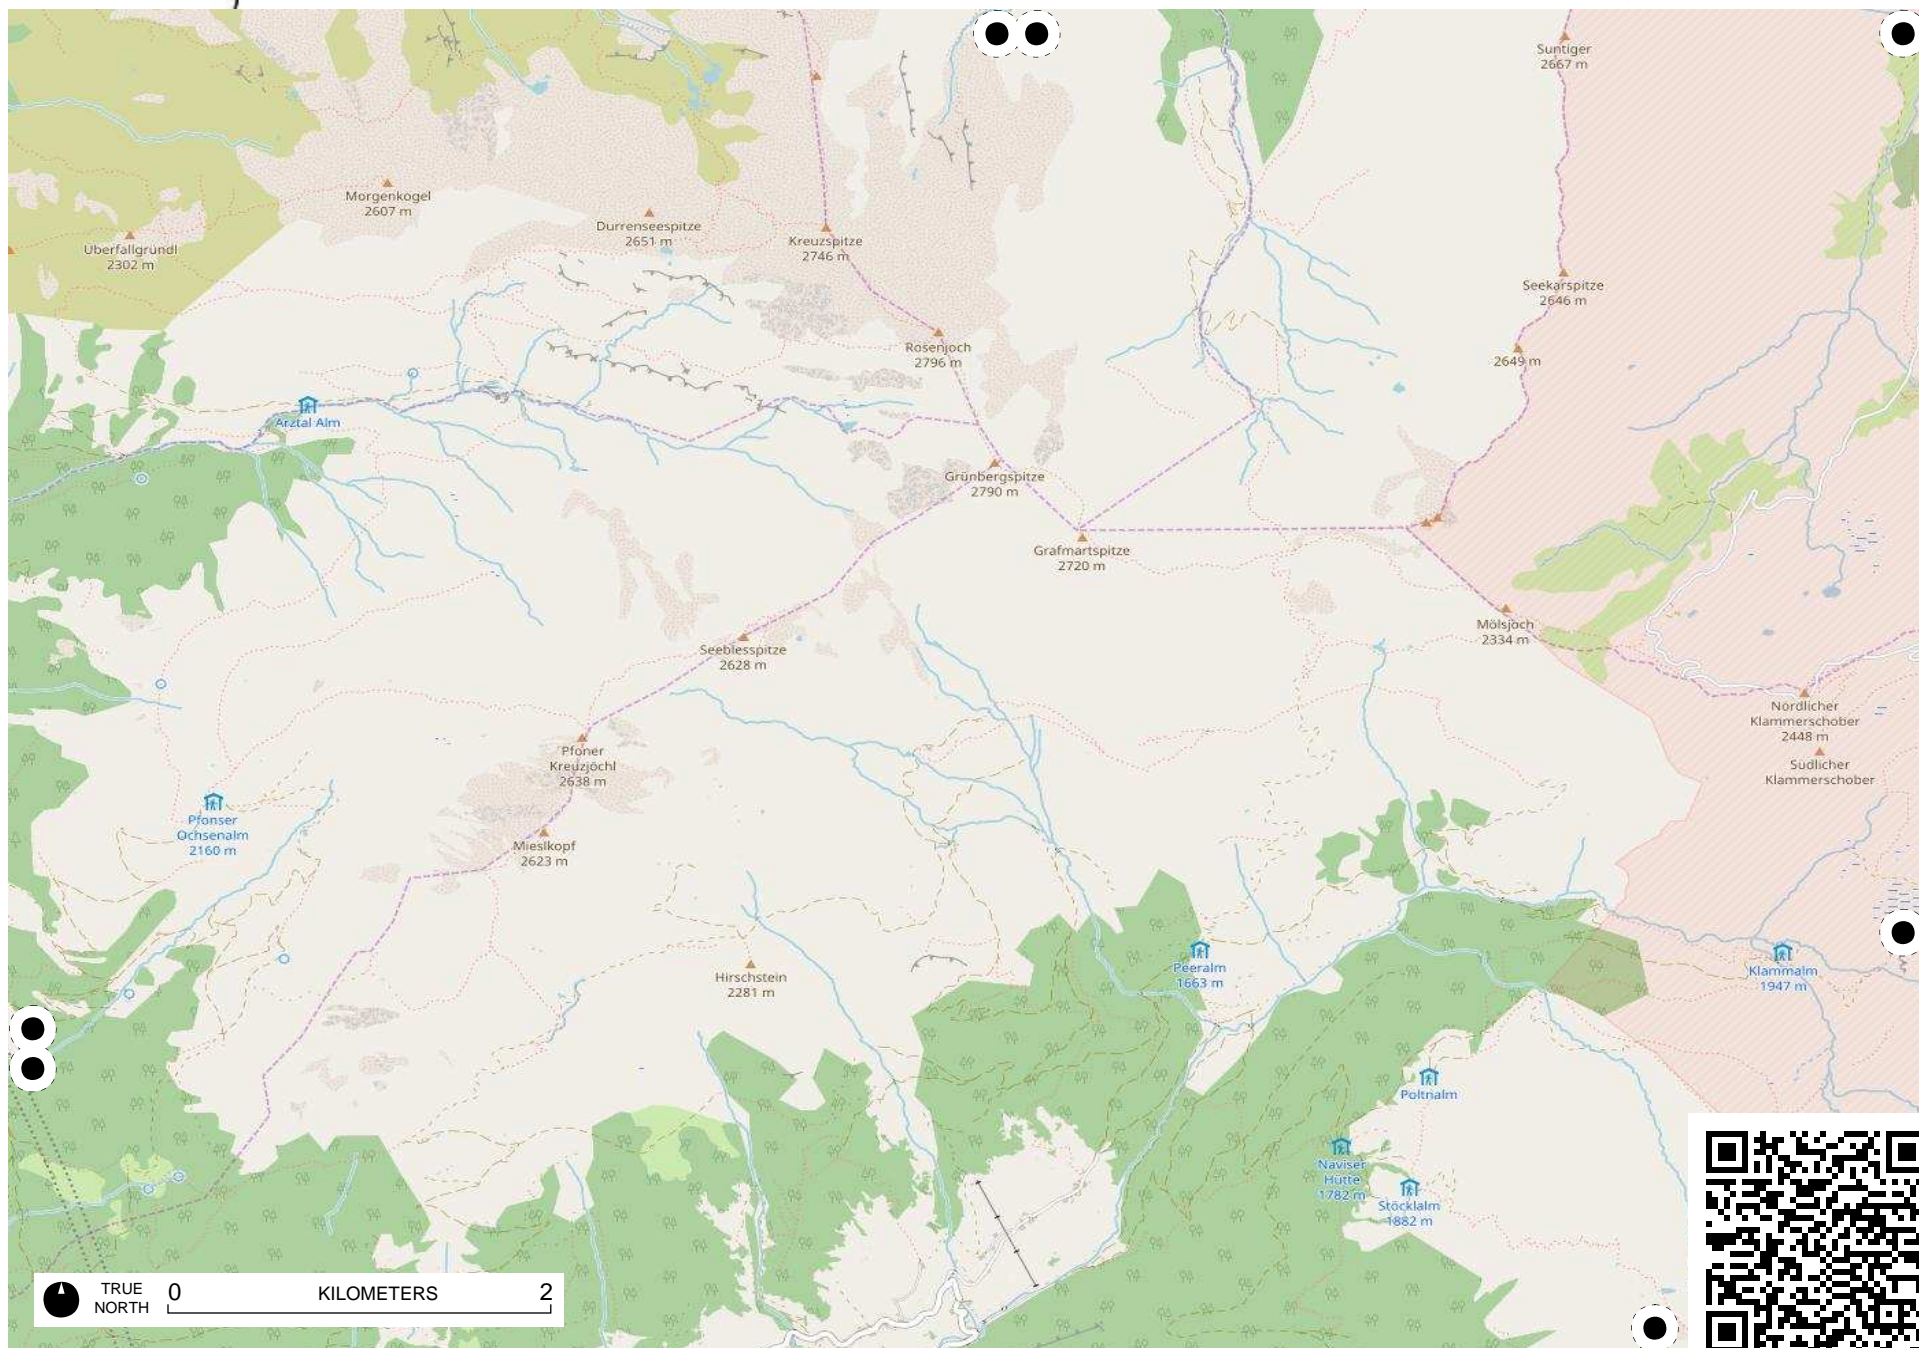 Suntiger
2667 m
Morgenkogel
2607 m
Dürrenseespitze
2651 m
Kreuzspitze
2746 m
Überfallgründl
2302 m
Seekarspitze
2646 m
Rosenjoch
2796 m
2649 m
Arztal Alm
Grünbergspitze
2790 m
Grafmartspitze
2720 m
Mölsjoch
2334 m
Seeblesspitze
2628 m
Nördlicher
Klammerschober
2448 m
Südlicher
Klammerschober
Pfoner
Kreuzjöchl
2638 m
Pfonser
Ochsenalm
2160 m
Mieslkopf
2623 m
Hirschstein
2281 m
Peeralm
1663 m
Klammalm
1947 m
Poltnalm
Naviser
Hütte
1782 m
Stöcklalm
1882 m
TRUE
NORTH
0 KILOMETERS 2